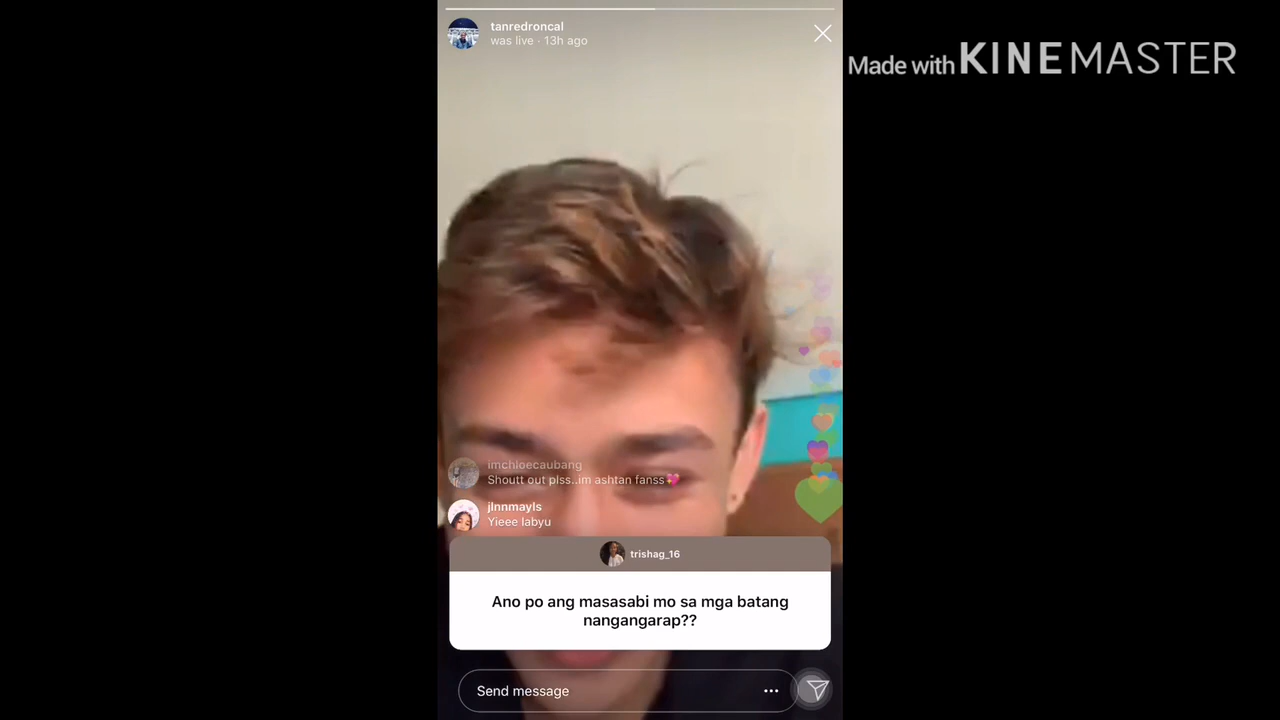 tanredroncal
was live · 13h ago
Made with KINEMASTER
imchloecaubang
Shoutt out plss..im ashtan fanss💖
jlnnmayls
Yieee labyu
trishag_16
Ano po ang masasabi mo sa mga batang
nangangarap??
Send message